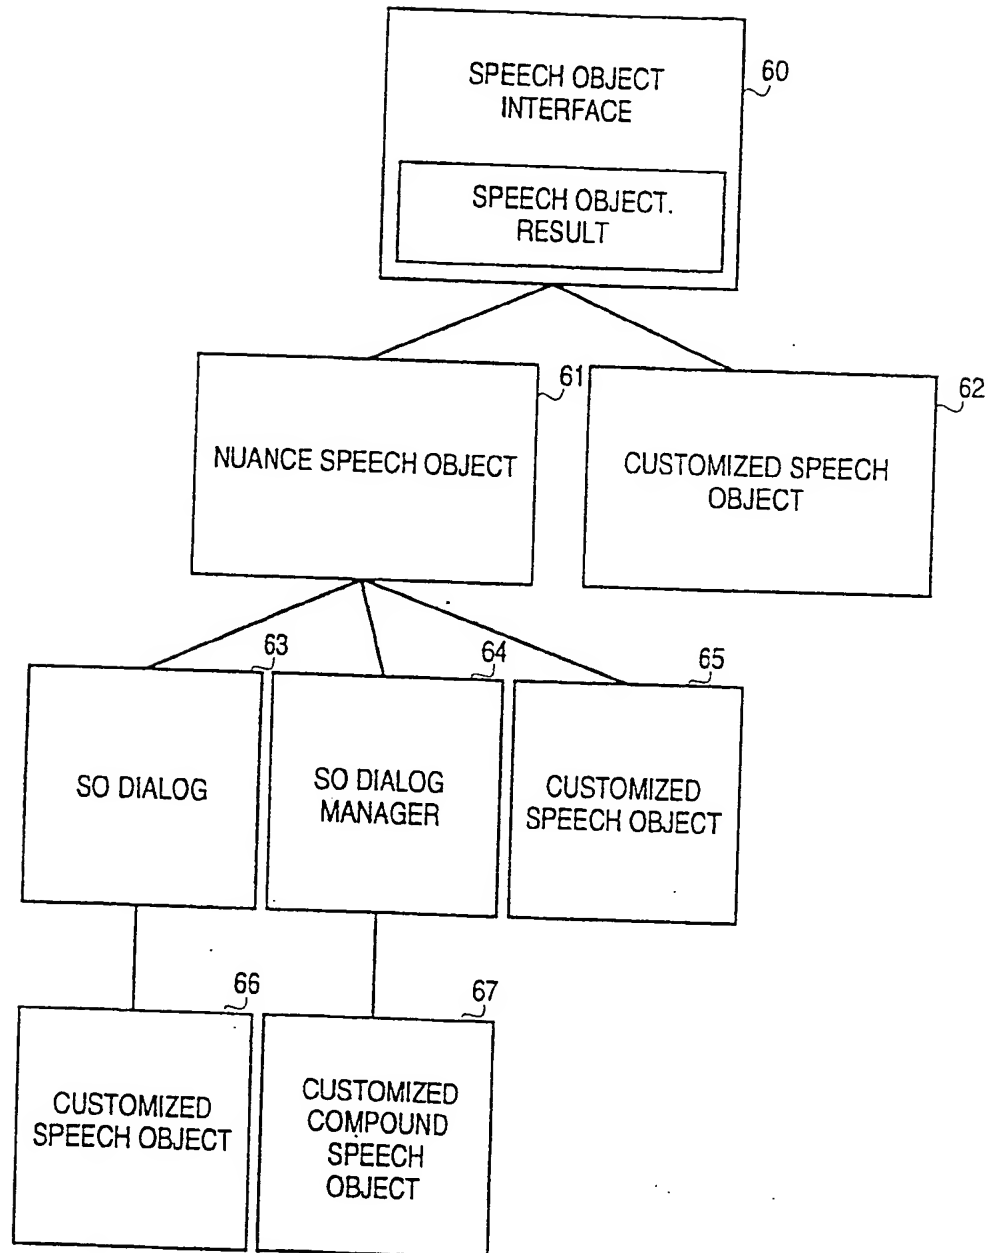 SPEECH OBJECT
INTERFACE
60
SPEECH OBJECT.
RESULT
61
NUANCE SPEECH OBJECT
62
CUSTOMIZED SPEECH
OBJECT
63
SO DIALOG
64
SO DIALOG
MANAGER
65
CUSTOMIZED
SPEECH OBJECT
66
CUSTOMIZED
SPEECH OBJECT
67
CUSTOMIZED
COMPOUND
SPEECH
OBJECT